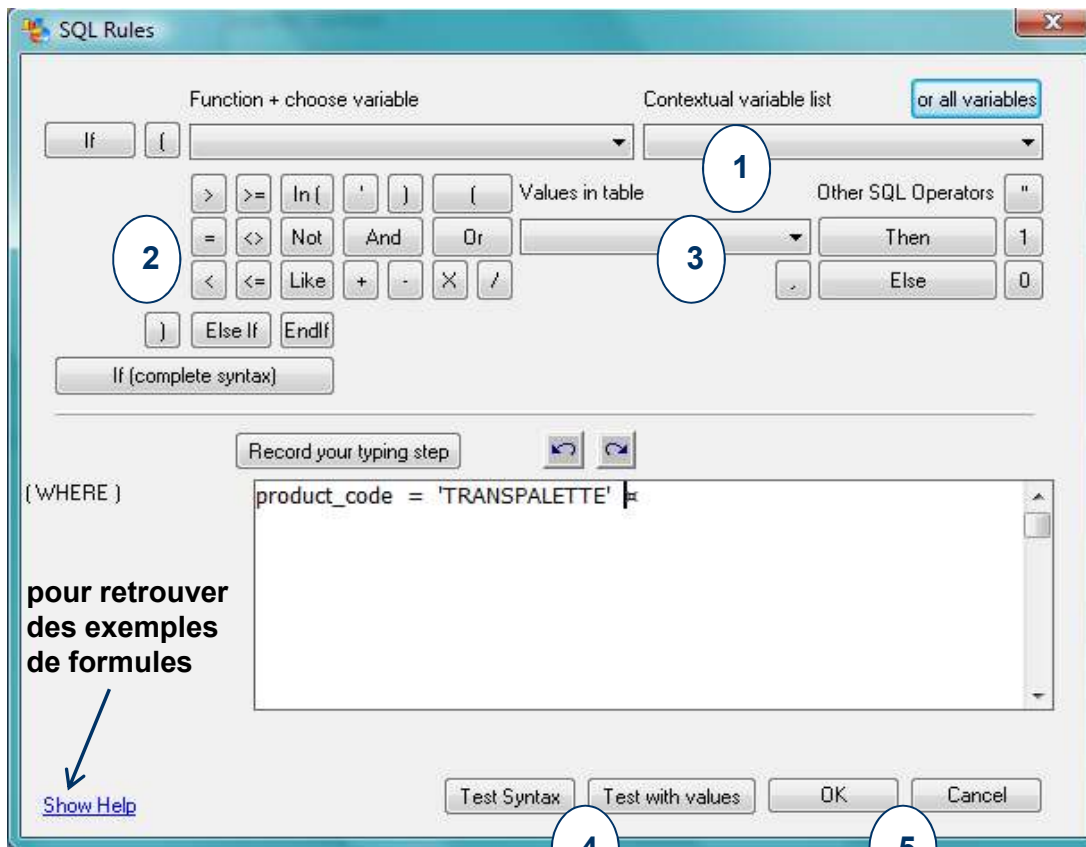 SQL Rules
Function + choose variable Contextual variable list or all variables
If (
1
> >= In ( ' ) ( Values in table Other SQL Operators "
= <> Not And Or Then 1
2 3
< <= Like + - X / , Else 0
) Else If EndIf
If (complete syntax)
Record your typing step
( WHERE ) product_code = 'TRANSPALETTE' ¤
pour retrouver
des exemples
de formules
Show Help Test Syntax Test with values OK Cancel
4 5